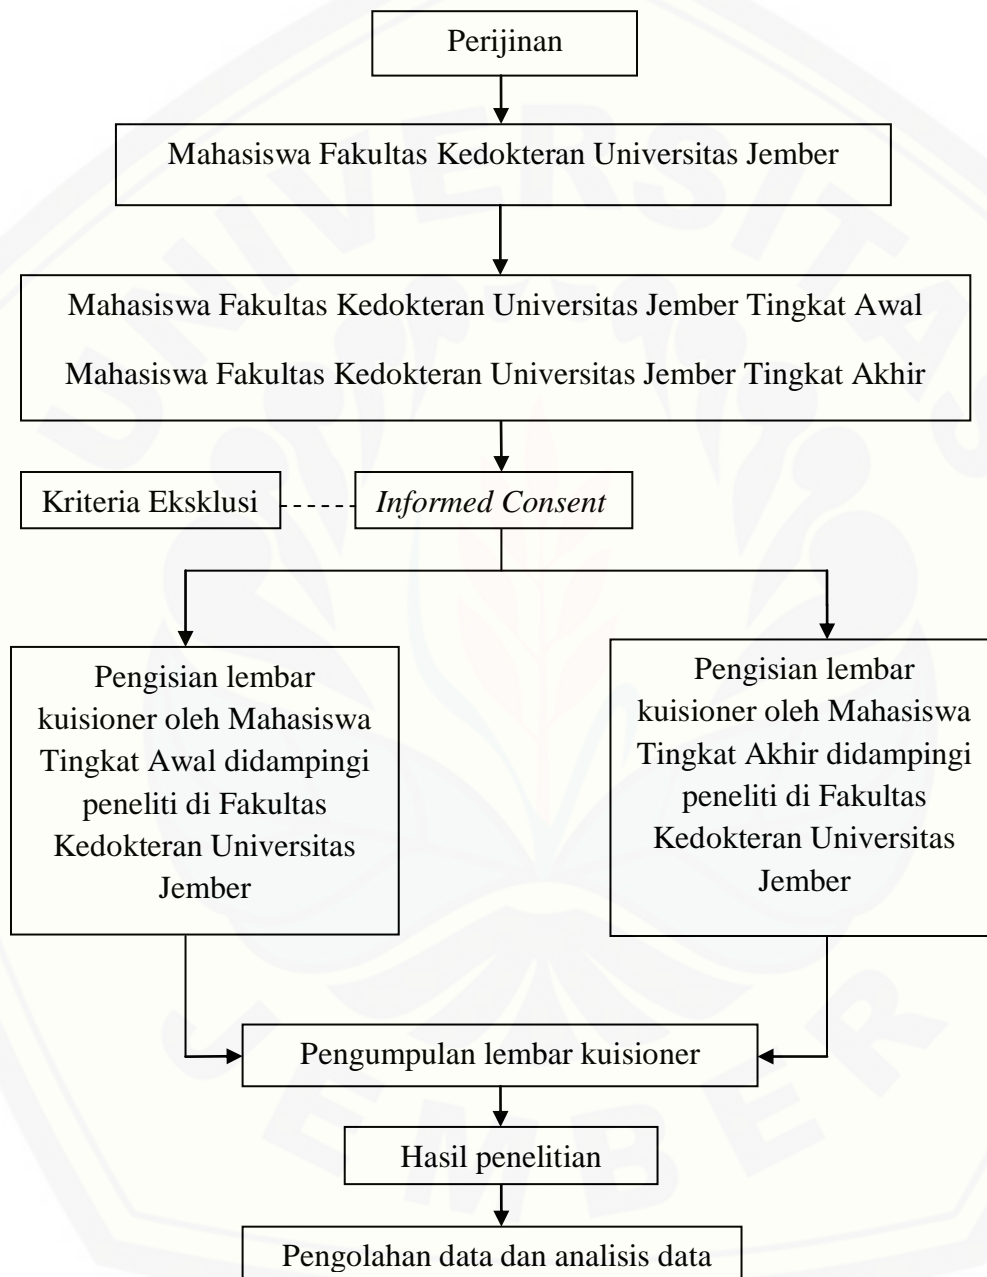 Perijinan
Mahasiswa Fakultas Kedokteran Universitas Jember
Mahasiswa Fakultas Kedokteran Universitas Jember Tingkat Awal
Mahasiswa Fakultas Kedokteran Universitas Jember Tingkat Akhir
Kriteria Eksklusi
Informed Consent
Pengisian lembar
kuisioner oleh Mahasiswa
Tingkat Awal didampingi
peneliti di Fakultas
Kedokteran Universitas
Jember
Pengisian lembar
kuisioner oleh Mahasiswa
Tingkat Akhir didampingi
peneliti di Fakultas
Kedokteran Universitas
Jember
Pengumpulan lembar kuisioner
Hasil penelitian
Pengolahan data dan analisis data
UNIVERSITAS
JEMBER